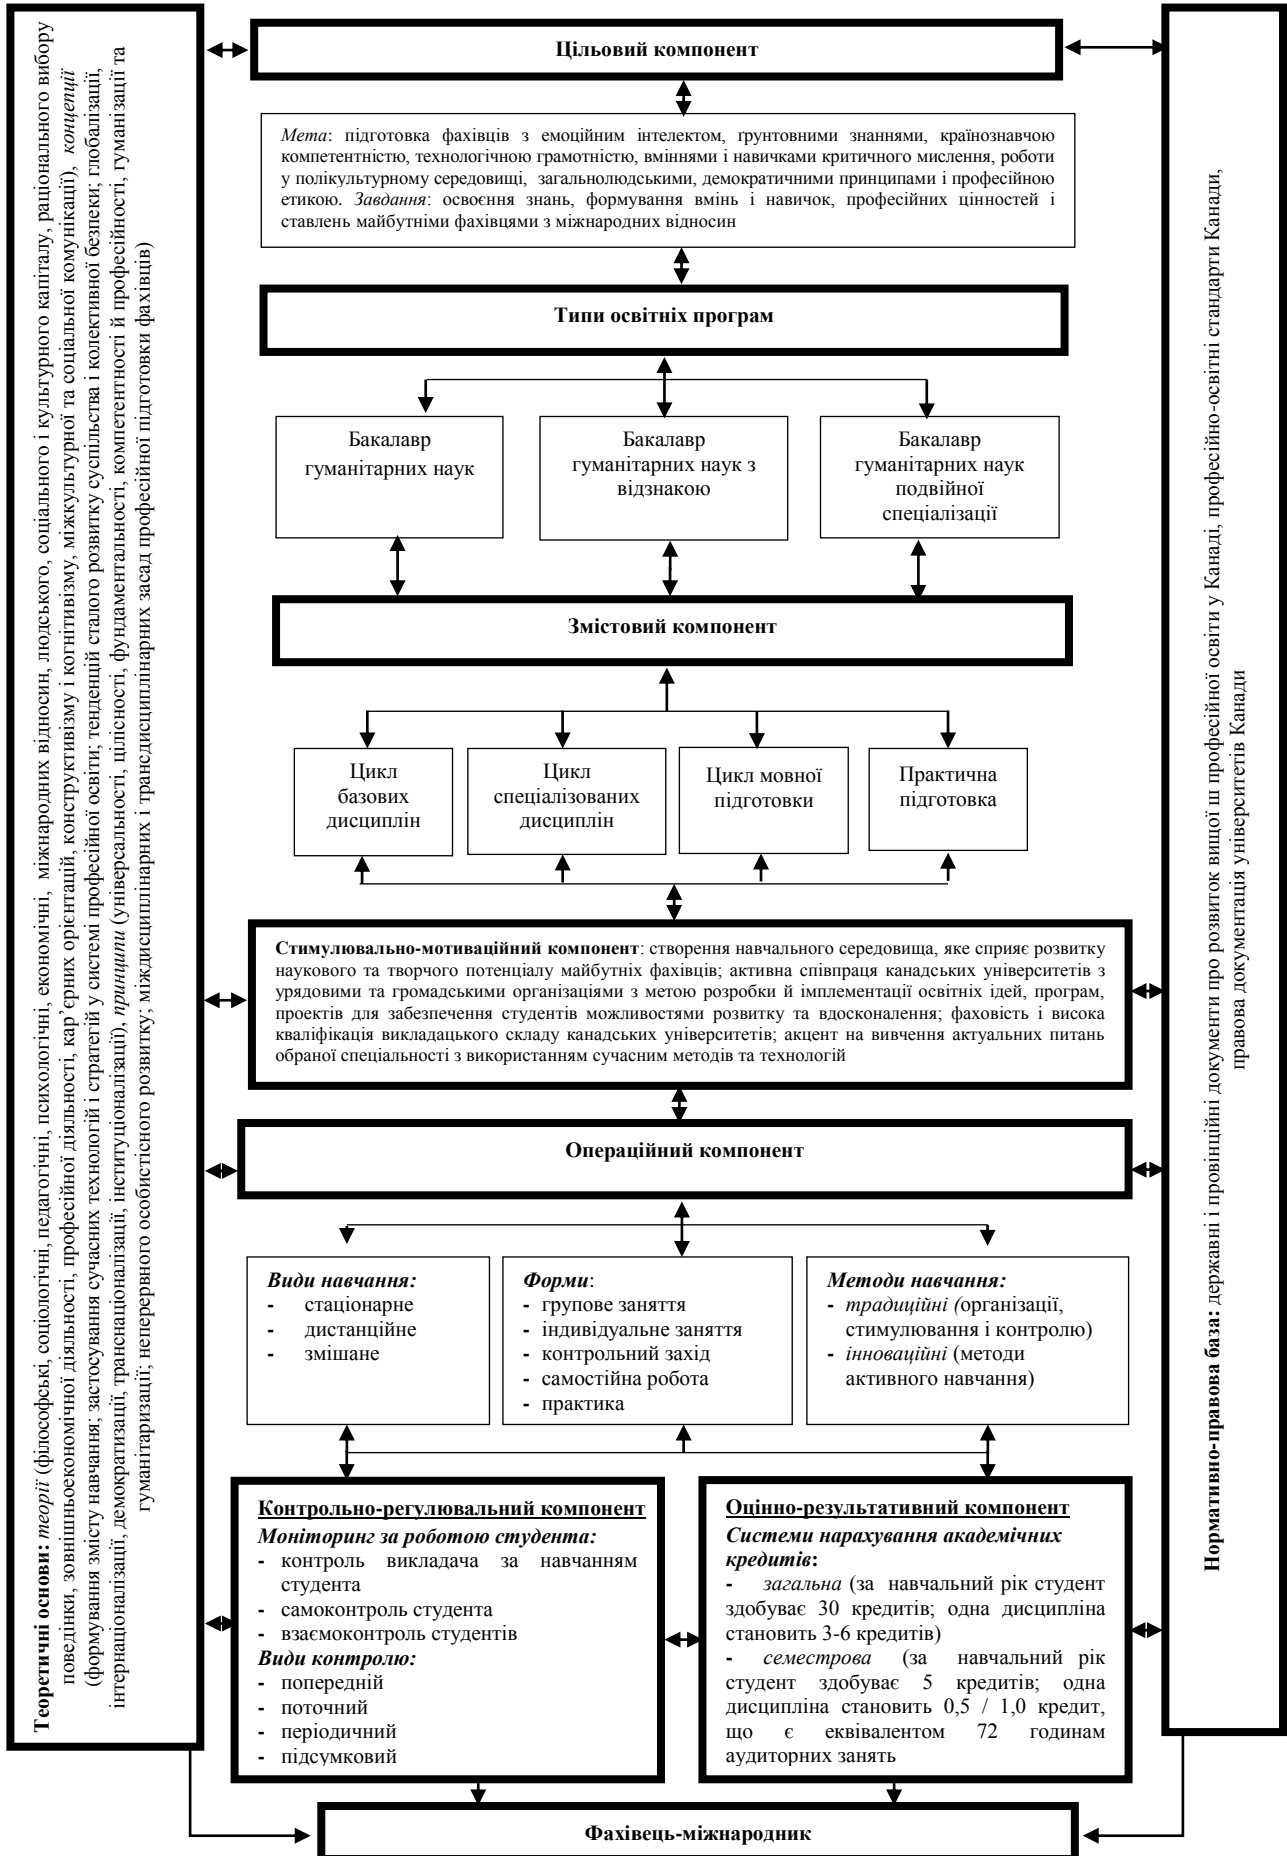 Теоретичні основи: теорії (філософські, соціологічні, педагогічні, психологічні, економічні, міжнародних відносин, людського, соціального і культурного капіталу, раціонального вибору
поведінки, зовнішньоекономічної діяльності, професійної діяльності, кар’єрних орієнтацій, конструктивізму і когнітивізму, міжкультурної та соціальної комунікації), концепції
(формування змісту навчання; застосування сучасних технологій і стратегій у системі професійної освіти; тенденцій сталого розвитку суспільства і колективної безпеки; глобалізації,
інтернаціоналізації, демократизації, транснаціоналізації, інституціоналізації), принципи (універсальності, цілісності, фундаментальності, компетентності й професійності, гуманізації та
гуманітаризації; неперервного особистісного розвитку; міждисциплінарних і трансдисциплінарних засад професійної підготовки фахівців)
Цільовий компонент
Мета: підготовка фахівців з емоційним інтелектом, ґрунтовними знаннями, країнознавчою
компетентністю, технологічною грамотністю, вміннями і навичками критичного мислення, роботи
у полікультурному середовищі, загальнолюдськими, демократичними принципами і професійною
етикою. Завдання: освоєння знань, формування вмінь і навичок, професійних цінностей і
ставлень майбутніми фахівцями з міжнародних відносин
Типи освітніх програм
Бакалавр
гуманітарних наук
Бакалавр
гуманітарних наук з
відзнакою
Бакалавр
гуманітарних наук
подвійної
спеціалізації
Змістовий компонент
Цикл
базових
дисциплін
Цикл
спеціалізованих
дисциплін
Цикл мовної
підготовки
Практична
підготовка
Стимулювально-мотиваційний компонент: створення навчального середовища, яке сприяє розвитку
наукового та творчого потенціалу майбутніх фахівців; активна співпраця канадських університетів з
урядовими та громадськими організаціями з метою розробки й імплементації освітніх ідей, програм,
проектів для забезпечення студентів можливостями розвитку та вдосконалення; фаховість і висока
кваліфікація викладацького складу канадських університетів; акцент на вивчення актуальних питань
обраної спеціальності з використанням сучасним методів та технологій
Операційний компонент
Види навчання:
- стаціонарне
- дистанційне
- змішане
Форми:
- групове заняття
- індивідуальне заняття
- контрольний захід
- самостійна робота
- практика
Методи навчання:
- традиційні (організації,
стимулювання і контролю)
- інноваційні (методи
активного навчання)
Контрольно-регулювальний компонент
Моніторинг за роботою студента:
- контроль викладача за навчанням
студента
- самоконтроль студента
- взаємоконтроль студентів
Види контролю:
- попередній
- поточний
- періодичний
- підсумковий
Оцінно-результативний компонент
Системи нарахування академічних
кредитів:
- загальна (за навчальний рік студент
здобуває 30 кредитів; одна дисципліна
становить 3-6 кредитів)
- семестрова (за навчальний рік
студент здобуває 5 кредитів; одна
дисципліна становить 0,5 / 1,0 кредит,
що є еквівалентом 72 годинам
аудиторних занять
Фахівець-міжнародник
Нормативно-правова база: державні і провінційні документи про розвиток вищої ш професійної освіти у Канаді, професійно-освітні стандарти Канади,
правова документація університетів Канади